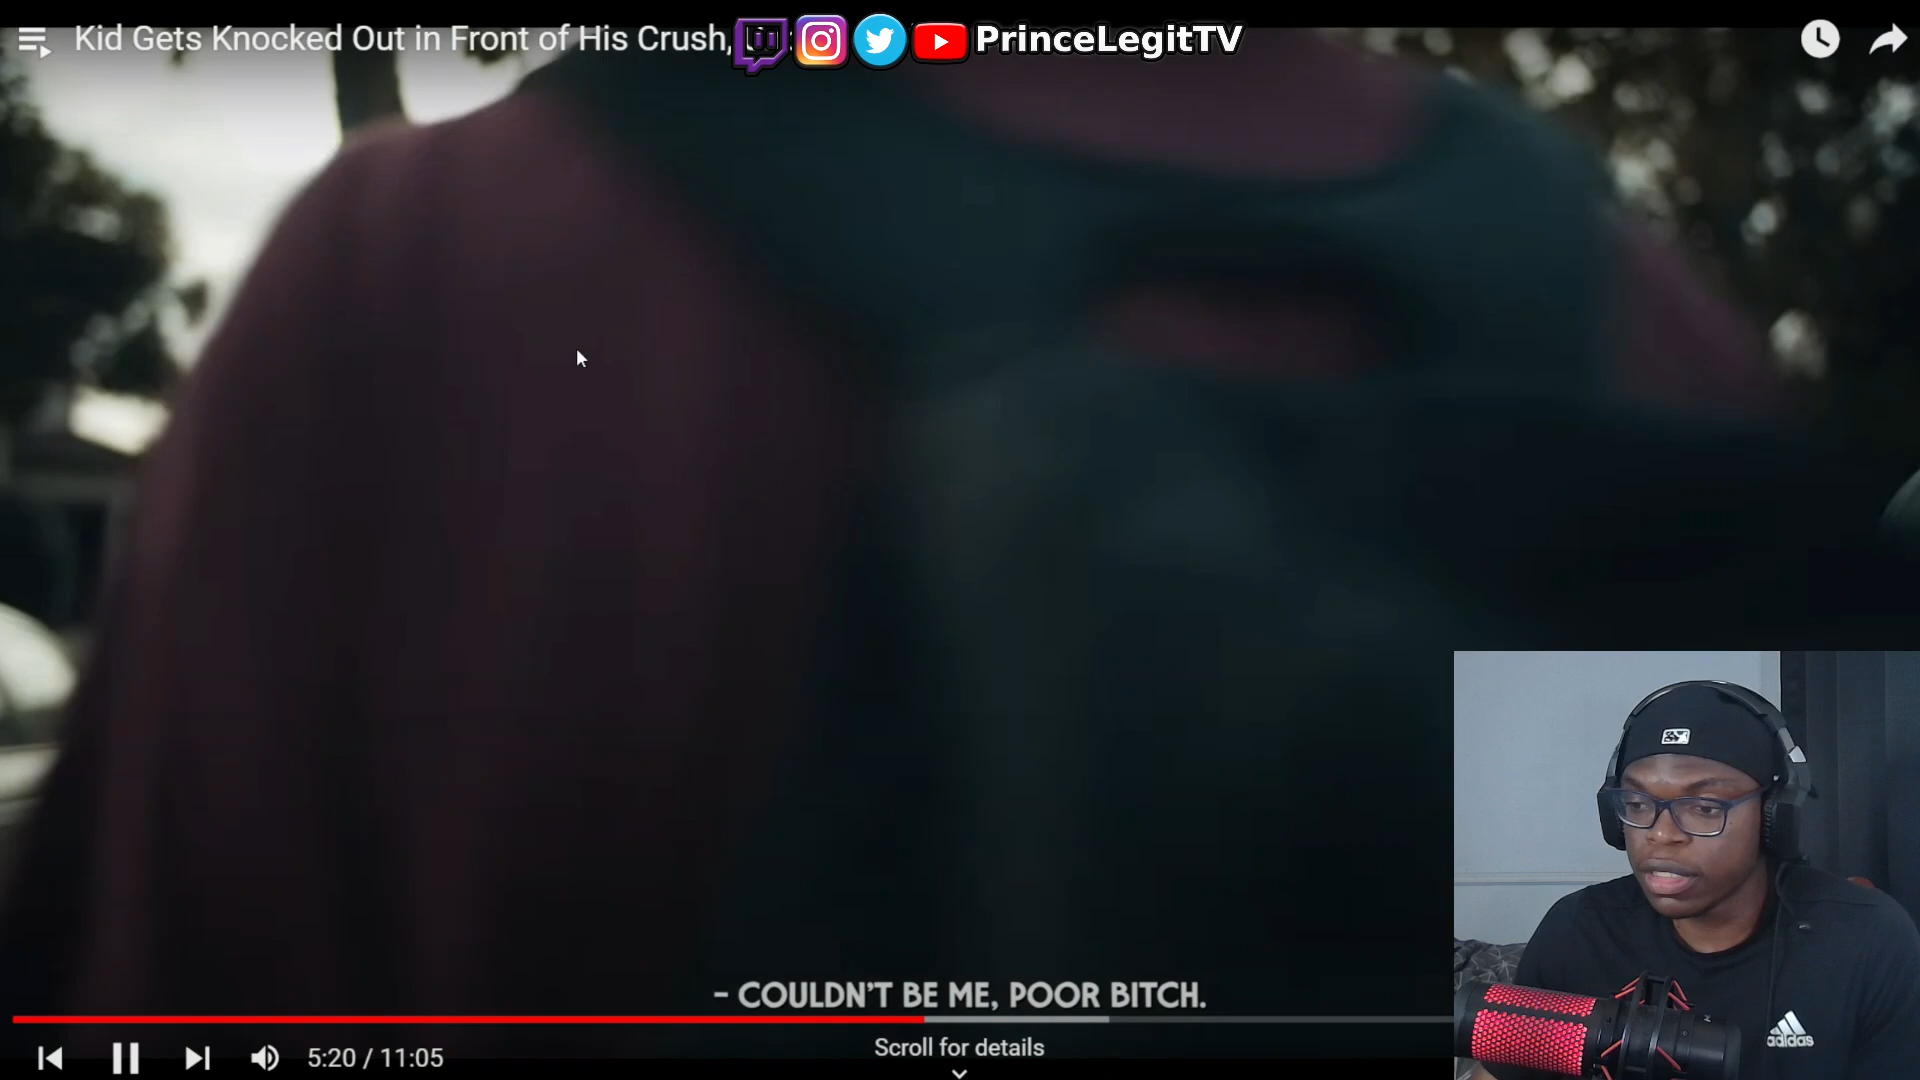 Kid Gets Knocked Out in Front of His Crush,
PrinceLegitTV
- COULDN'T BE ME, POOR BITCH.
Scroll for details
5:20 / 11:05
adidas